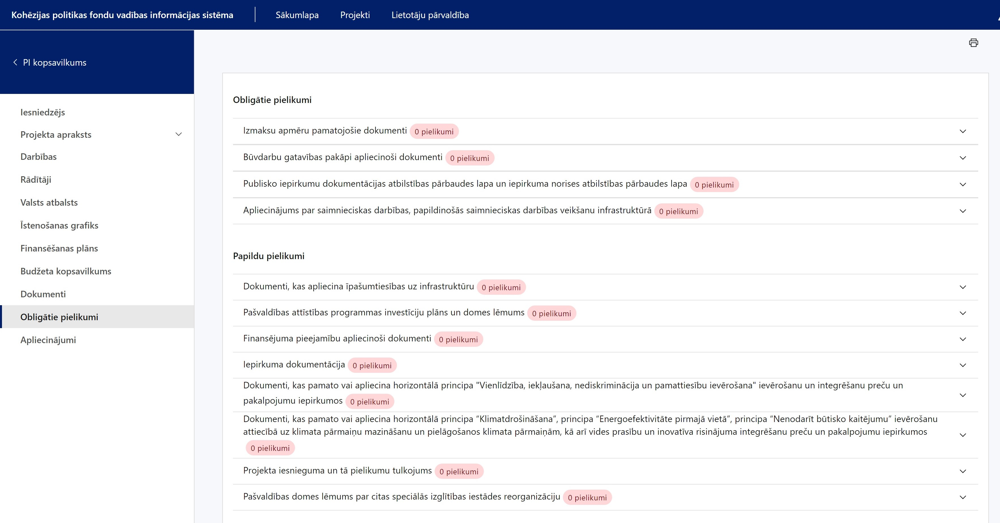 Kohēzijas politikas fondu vadības informācijas sistēma
Sākumlapa
Projekti
Lietotāju pārvaldība
PI kopsavilkums
Iesniedzējs
Projekta apraksts
Darbības
Rādītāji
Valsts atbalsts
Īstenošanas grafiks
Finansēšanas plāns
Budžeta kopsavilkums
Dokumenti
Obligātie pielikumi
Apliecinājumi
Obligātie pielikumi
Izmaksu apmēru pamatojošie dokumenti 0 pielikumi
Būvdarbu gatavības pakāpi apliecinoši dokumenti 0 pielikumi
Publisko iepirkumu dokumentācijas atbilstības pārbaudes lapa un iepirkuma norises atbilstības pārbaudes lapa 0 pielikumi
Apliecinājums par saimnieciskas darbības, papildinošās saimnieciskas darbības veikšanu infrastruktūrā 0 pielikumi
Papildu pielikumi
Dokumenti, kas apliecina īpašumtiesības uz infrastruktūru 0 pielikumi
Pašvaldības attīstības programmas investīciju plāns un domes lēmums 0 pielikumi
Finansējuma pieejamību apliecinoši dokumenti 0 pielikumi
Iepirkuma dokumentācija 0 pielikumi
Dokumenti, kas pamato vai apliecina horizontālā principa "Vienlīdzība, iekļaušana, nediskriminācija un pamattiesību ievērošana" ievērošanu un integrēšanu preču un
pakalpojumu iepirkumos 0 pielikumi
Dokumenti, kas pamato vai apliecina horizontālā principa “Klimatdrošināšana”, principa “Energoefektivitāte pirmajā vietā”, principa “Nenodarīt būtisko kaitējumu” ievērošanu
attiecībā uz klimata pārmaiņu mazināšanu un pielāgošanos klimata pārmaiņām, kā arī vides prasību un inovatīva risinājuma integrēšanu preču un pakalpojumu iepirkumos
0 pielikumi
Projekta iesnieguma un tā pielikumu tulkojums 0 pielikumi
Pašvaldības domes lēmums par citas speciālās izglītības iestādes reorganizāciju 0 pielikumi